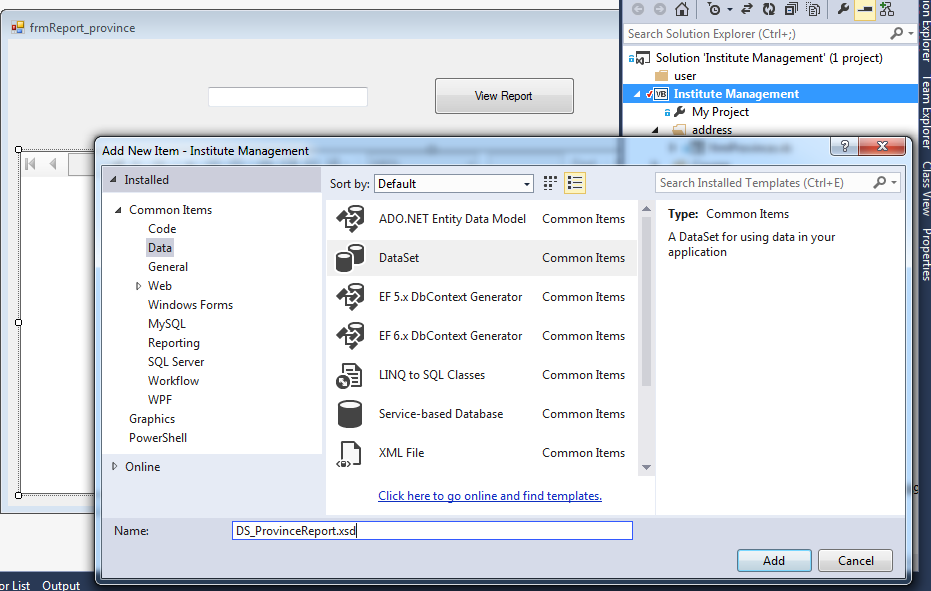 frmReport_province
View Report
Search Solution Explorer (Ctrl+;)
Solution 'Institute Management' (1 project)
user
Institute Management
My Project
address
Explorer
Team Explorer
Class View
Properties
Add New Item - Institute Management
Installed
Sort by: Default
Search Installed Templates (Ctrl+E)
Common Items
Code
Data
General
Web
Windows Forms
MySQL
Reporting
SQL Server
Workflow
WPF
Graphics
PowerShell
Online
ADO.NET Entity Data Model Common Items
DataSet Common Items
EF 5.x DbContext Generator Common Items
EF 6.x DbContext Generator Common Items
LINQ to SQL Classes Common Items
Service-based Database Common Items
XML File Common Items
Click here to go online and find templates.
Type: Common Items
A DataSet for using data in your
application
Name: DS_ProvinceReport.xsd
Add Cancel
or List Output